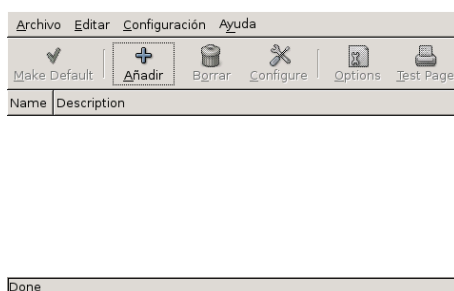 Archivo Editar Configuración Ayuda
Make Default Añadir Borrar Configure Options Test Page
Name Description
Done